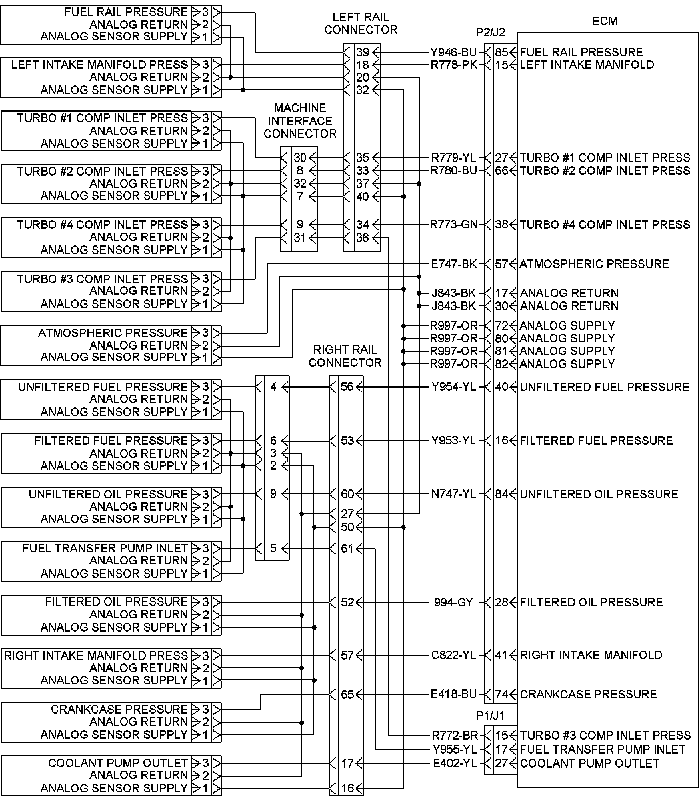 FUEL RAIL PRESSURE 3
ANALOG RETURN 2
ANALOG SENSOR SUPPLY 1
LEFT INTAKE MANIFOLD PRESS 3
ANALOG RETURN 2
ANALOG SENSOR SUPPLY 1
TURBO #1 COMP INLET PRESS 3
ANALOG RETURN 2
ANALOG SENSOR SUPPLY 1
TURBO #2 COMP INLET PRESS 3
ANALOG RETURN 2
ANALOG SENSOR SUPPLY 1
TURBO #4 COMP INLET PRESS 3
ANALOG RETURN 2
ANALOG SENSOR SUPPLY 1
TURBO #3 COMP INLET PRESS 3
ANALOG RETURN 2
ANALOG SENSOR SUPPLY 1
ATMOSPHERIC PRESSURE 3
ANALOG RETURN 2
ANALOG SENSOR SUPPLY 1
UNFILTERED FUEL PRESSURE 3
ANALOG RETURN 2
ANALOG SENSOR SUPPLY 1
FILTERED FUEL PRESSURE 3
ANALOG RETURN 2
ANALOG SENSOR SUPPLY 1
UNFILTERED OIL PRESSURE 3
ANALOG RETURN 2
ANALOG SENSOR SUPPLY 1
FUEL TRANSFER PUMP INLET 3
ANALOG RETURN 2
ANALOG SENSOR SUPPLY 1
FILTERED OIL PRESSURE 3
ANALOG RETURN 2
ANALOG SENSOR SUPPLY 1
RIGHT INTAKE MANIFOLD PRESS 3
ANALOG RETURN 2
ANALOG SENSOR SUPPLY 1
CRANKCASE PRESSURE 3
ANALOG RETURN 2
ANALOG SENSOR SUPPLY 1
COOLANT PUMP OUTLET 3
ANALOG RETURN 2
ANALOG SENSOR SUPPLY 1
MACHINE
INTERFACE
CONNECTOR
30
8
32
7
9
31
4
6
3
2
9
5
LEFT RAIL
CONNECTOR
39
18
20
32
35
33
37
40
34
36
RIGHT RAIL
CONNECTOR
56
53
60
27
50
61
52
57
65
17
16
P2/J2
ECM
Y946-BU 85 FUEL RAIL PRESSURE
R778-PK 15 LEFT INTAKE MANIFOLD
R779-YL 27 TURBO #1 COMP INLET PRESS
R780-BU 66 TURBO #2 COMP INLET PRESS
R773-GN 38 TURBO #4 COMP INLET PRESS
E747-BK 57 ATMOSPHERIC PRESSURE
J843-BK 17 ANALOG RETURN
J843-BK 30 ANALOG RETURN
R997-OR 72 ANALOG SUPPLY
R997-OR 80 ANALOG SUPPLY
R997-OR 81 ANALOG SUPPLY
R997-OR 82 ANALOG SUPPLY
Y954-YL 40 UNFILTERED FUEL PRESSURE
Y953-YL 16 FILTERED FUEL PRESSURE
N747-YL 84 UNFILTERED OIL PRESSURE
994-GY 28 FILTERED OIL PRESSURE
C822-YL 41 RIGHT INTAKE MANIFOLD
E418-BU 74 CRANKCASE PRESSURE
P1/J1
R772-BR 15 TURBO #3 COMP INLET PRESS
Y955-YL 17 FUEL TRANSFER PUMP INLET
E402-YL 27 COOLANT PUMP OUTLET